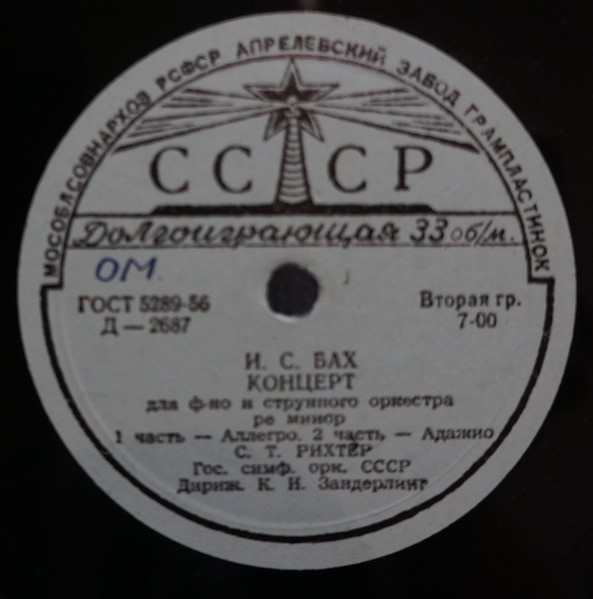 МОСОБЛСОВНАРХОЗ РСФСР АПРЕЛЕВСКИЙ ЗАВОД ГРАМПЛАСТИНОК
СССР
Долгоиграющая 33 об/м.
ОМ
ГОСТ 5289-56
Д — 2687
Вторая гр.
7-00
И. С. БАХ
КОНЦЕРТ
для ф-но и струнного оркестра
ре минор
1 часть — Аллегро. 2 часть — Адажио
С. Т. РИХТЕР
Гос. симф. орк. СССР
Дириж. К. И. Зандерлинг